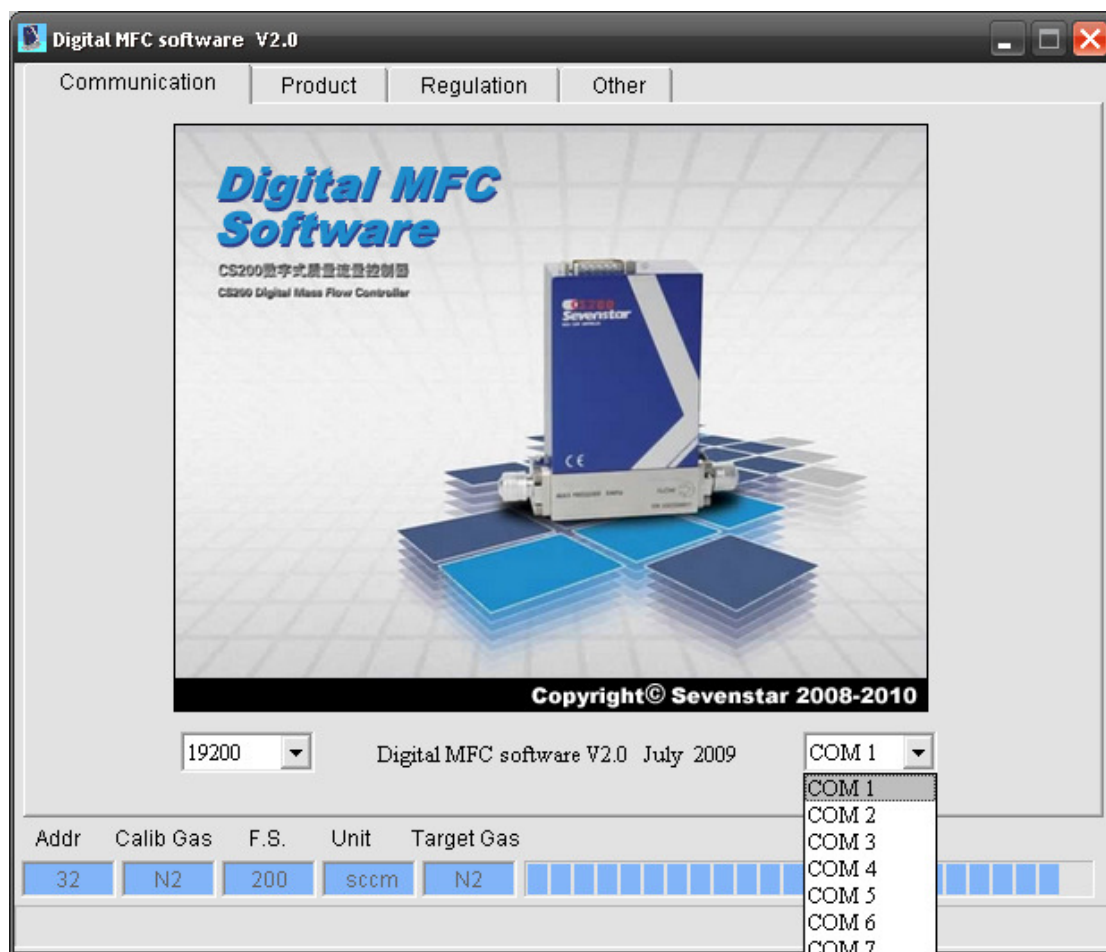 Digital MFC software V2.0
Communication Product Regulation Other
Digital MFC
Software
CS200数字式质量流量控制器
CS200 Digital Mass Flow Controller
CS200
Sevenstar
CE
Copyright© Sevenstar 2008-2010
19200 Digital MFC software V2.0 July 2009 COM 1
COM 1
COM 2
COM 3
COM 4
COM 5
COM 6
COM 7
Addr Calib Gas F.S. Unit Target Gas
32 N2 200 sccm N2